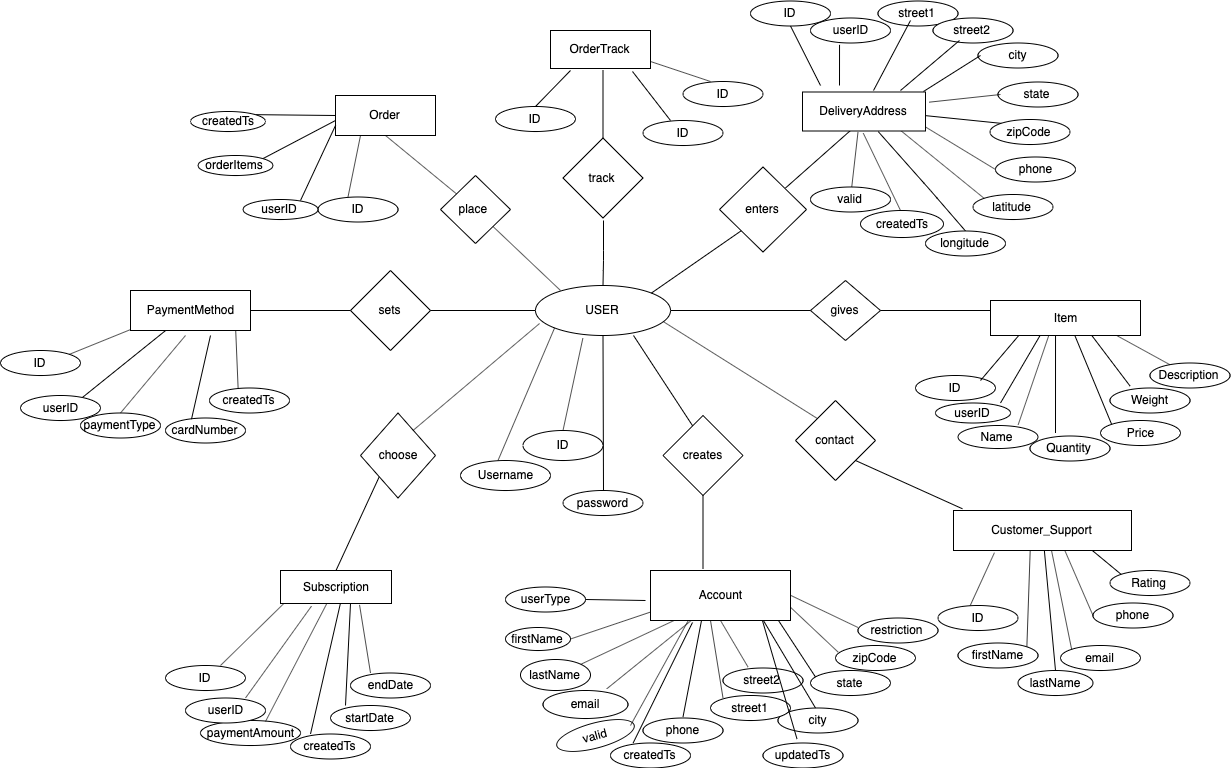 ID
street1
userID
street2
OrderTrack
city
ID
state
Order
DeliveryAddress
createdTs
ID
ID
zipCode
orderItems
phone
track
valid
latitude
userID
ID
place
enters
createdTs
longitude
PaymentMethod
sets
USER
gives
Item
ID
Description
ID
userID
createdTs
userID
Weight
paymentType
cardNumber
Name
Quantity
Price
choose
ID
creates
contact
Username
password
Customer_Support
Subscription
Account
Rating
userType
ID
phone
firstName
restriction
firstName
email
zipCode
ID
lastName
street2
state
lastName
endDate
userID
email
street1
startDate
city
paymentAmount
valid
phone
createdTs
createdTs
updatedTs